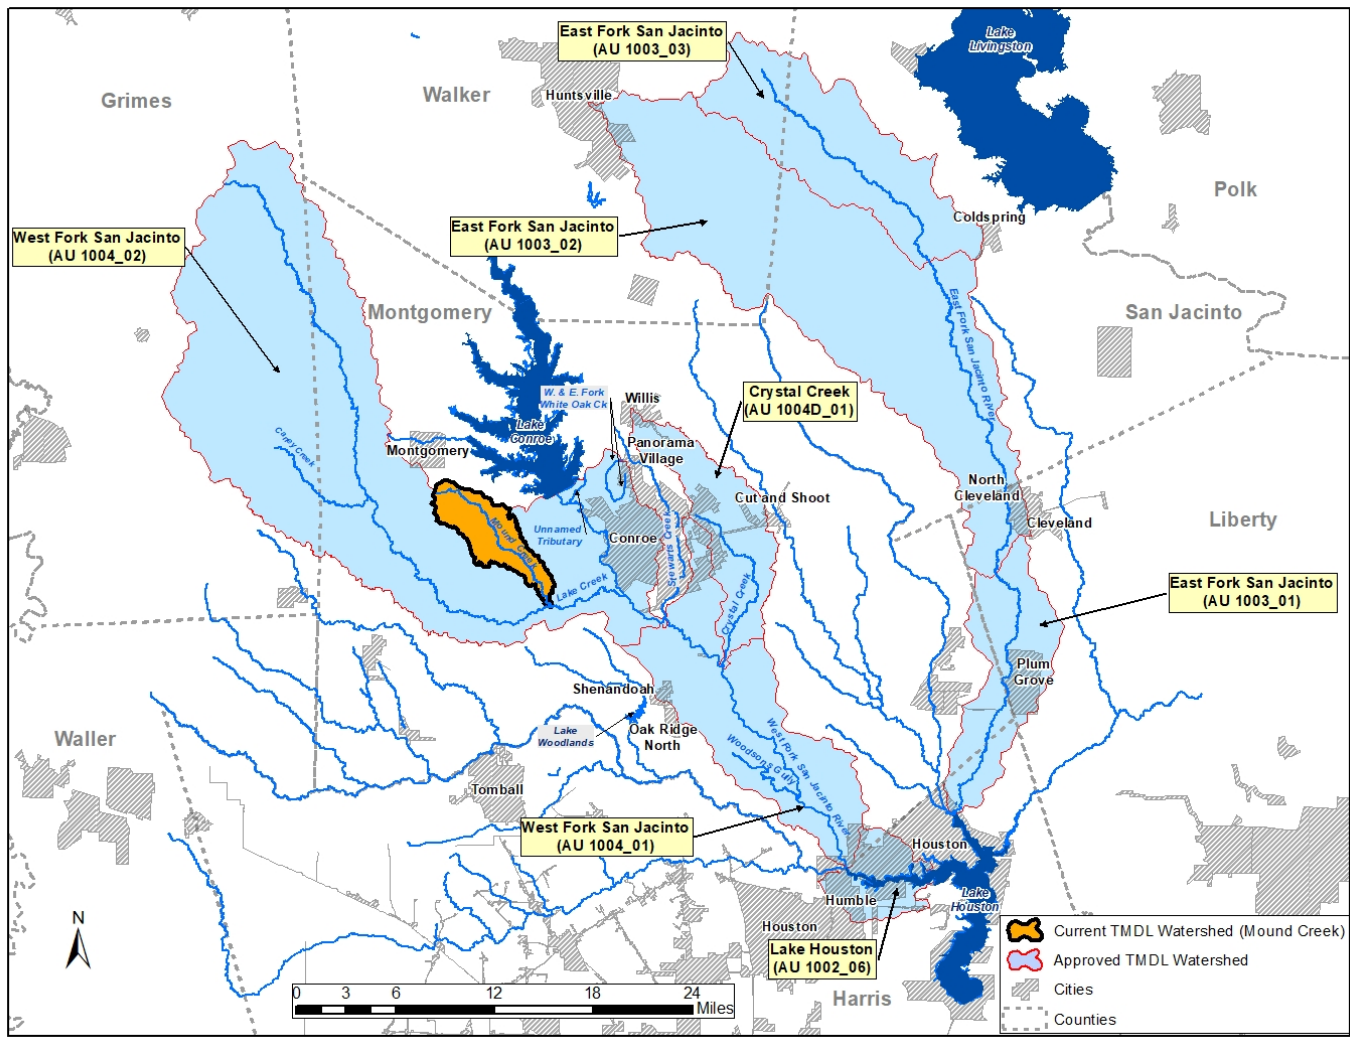 East Fork San Jacinto
(AU 1003_03)
Lake
Livingston
Grimes
Walker
Huntsville
Polk
Coldspring
West Fork San Jacinto
(AU 1004_02)
East Fork San Jacinto
(AU 1003_02)
Montgomery
San Jacinto
East Fork San Jacinto River
W. & E. Fork
White Oak Ck
Willis
Crystal Creek
(AU 1004D_01)
Lake
Conroe
Montgomery
Panorama
Village
Caney Creek
North
Cleveland
Cut and Shoot
Cleveland
Liberty
Mound Creek
Unnamed
Tributary
Conroe
Stewarts Creek
Crystal Creek
Lake Creek
East Fork San Jacinto
(AU 1003_01)
Plum
Grove
Shenandoah
Lake
Woodlands
Oak Ridge
North
Waller
West Fork San Jacinto River
Woodsons Gully
Tomball
West Fork San Jacinto
(AU 1004_01)
Houston
Humble
Lake
Houston
Houston
Lake Houston
(AU 1002_06)
Harris
N
0 3 6 12 18 24
Miles
Current TMDL Watershed (Mound Creek)
Approved TMDL Watershed
Cities
Counties